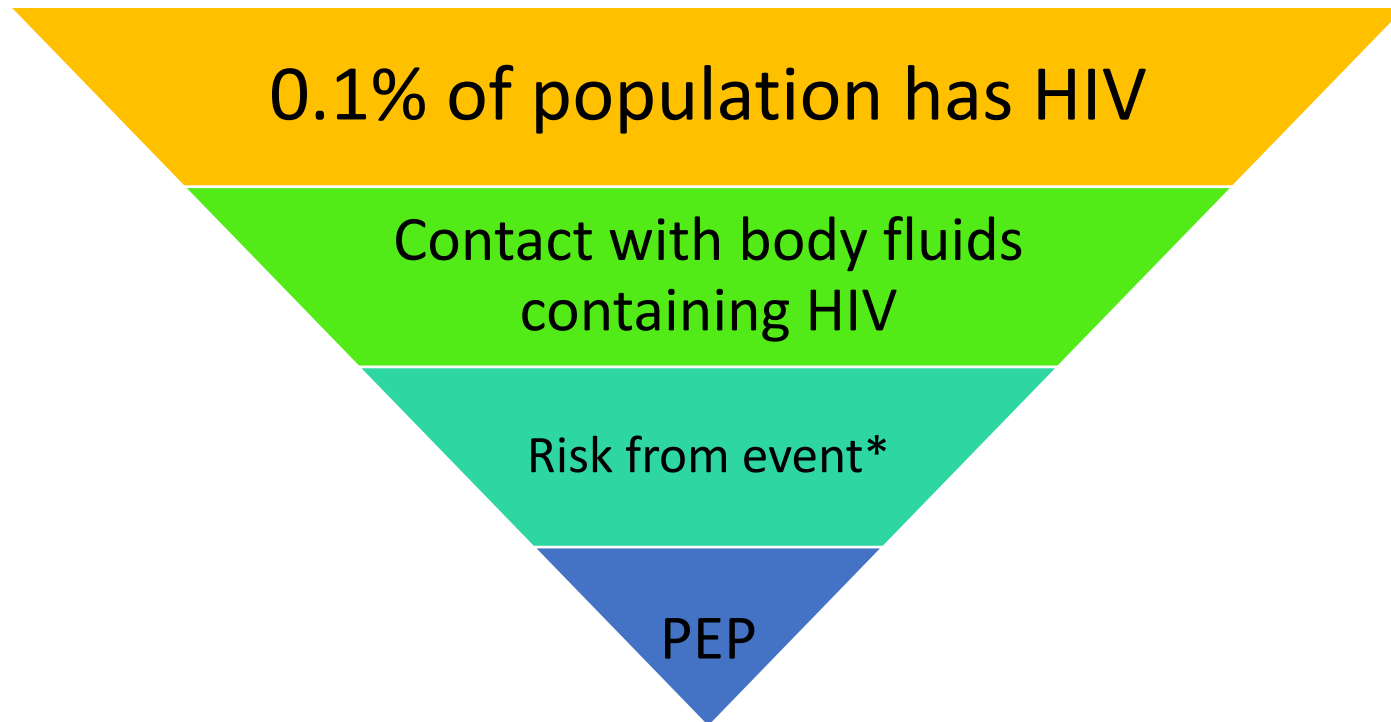 0.1% of population has HIV
Contact with body fluids
containing HIV
Risk from event*
PEP